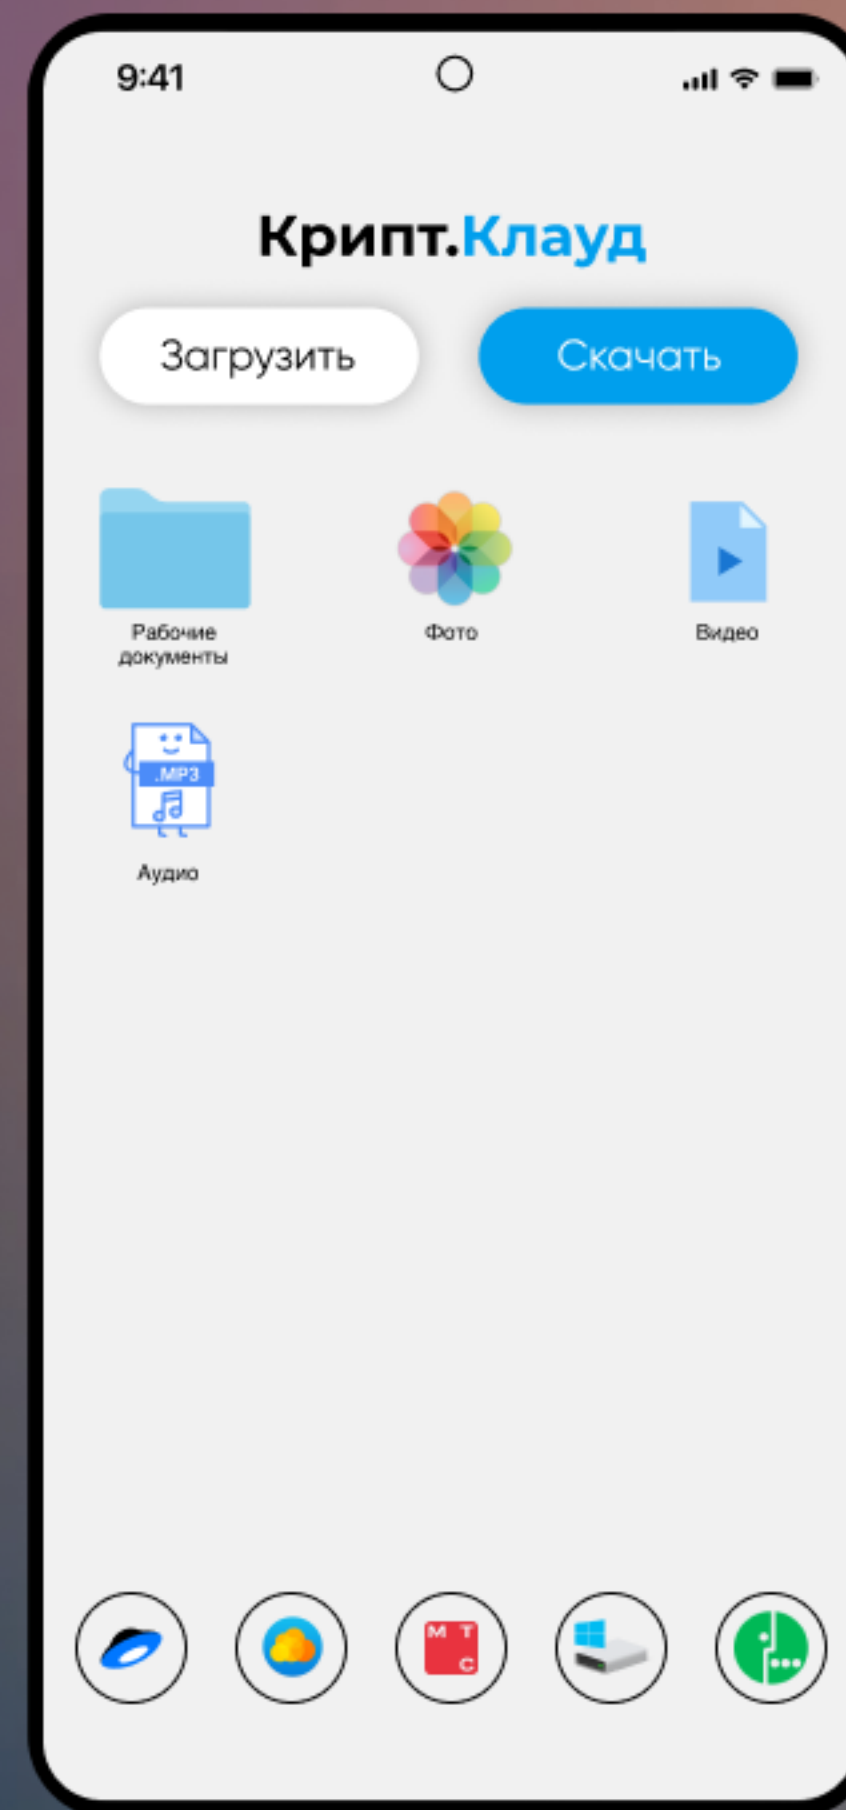 9:41
Крипт.Клауд
Загрузить
Скачать
Рабочие
документы
Фото
Видео
.MP3
Аудио
М Т
С